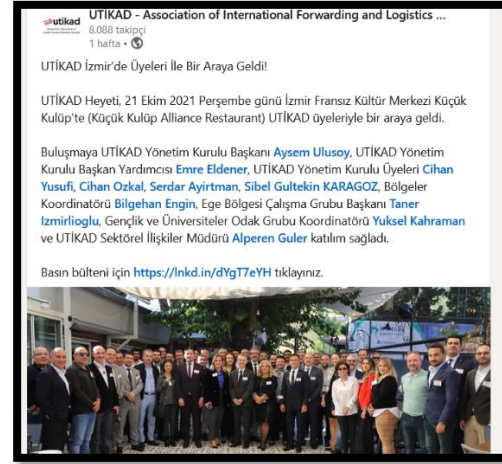 utikad
UTİKAD - Association of International Forwarding and Logistics ...
8.088 takipçi
1 hafta •
UTİKAD İzmir'de Üyeleri İle Bir Araya Geldi!
UTİKAD Heyeti, 21 Ekim 2021 Perşembe günü İzmir Fransız Kültür Merkezi Küçük
Kulüp'te (Küçük Kulüp Alliance Restaurant) UTİKAD üyeleriyle bir araya geldi.
Buluşmaya UTİKAD Yönetim Kurulu Başkanı Aysem Ulusoy, UTİKAD Yönetim
Kurulu Başkan Yardımcısı Emre Eldener, UTİKAD Yönetim Kurulu Üyeleri Cihan
Yusufi, Cihan Ozkal, Serdar Ayirtman, Sibel Gultekin KARAGOZ, Bölgeler
Koordinatörü Bilgehan Engin, Ege Bölgesi Çalışma Grubu Başkanı Taner
Izmirlioglu, Gençlik ve Üniversiteler Odak Grubu Koordinatörü Yuksel Kahraman
ve UTİKAD Sektörel İlişkiler Müdürü Alperen Guler katılım sağladı.
Basın bülteni için https://lnkd.in/dYgT7eYH tıklayınız.